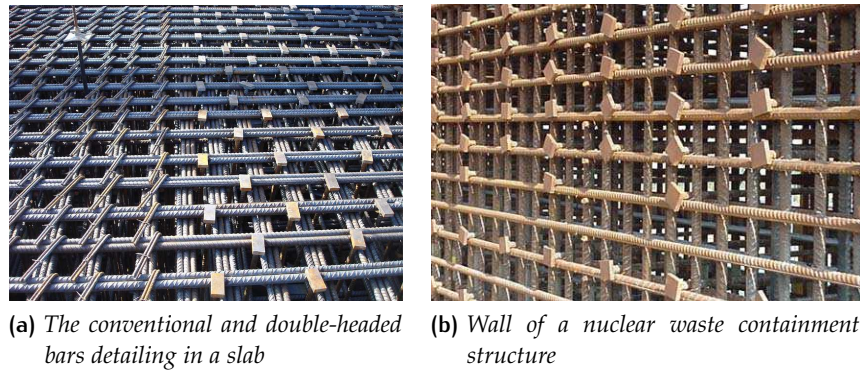 (a) The conventional and double-headed
bars detailing in a slab
(b) Wall of a nuclear waste containment
structure